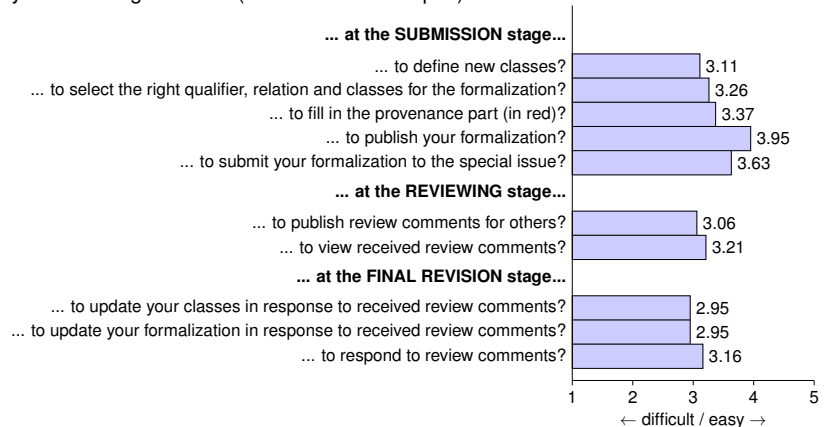 ... at the SUBMISSION stage...
... to define new classes? 3.11
... to select the right qualifier, relation and classes for the formalization? 3.26
... to fill in the provenance part (in red)? 3.37
... to publish your formalization? 3.95
... to submit your formalization to the special issue? 3.63
... at the REVIEWING stage...
... to publish review comments for others? 3.06
... to view received review comments? 3.21
... at the FINAL REVISION stage...
... to update your classes in response to received review comments? 2.95
... to update your formalization in response to received review comments? 2.95
... to respond to review comments? 3.16
1 2 3 4 5
← difficult / easy →